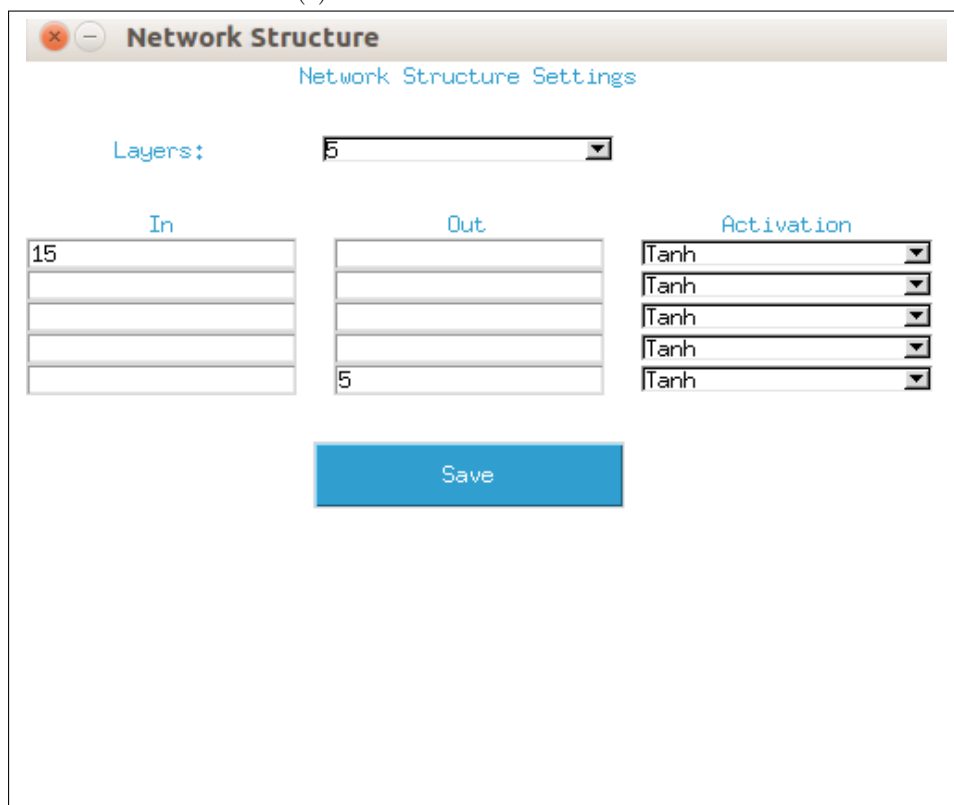 Network Structure
Network Structure Settings
Layers: 5
In Out Activation
15 Tanh
Tanh
Tanh
Tanh
5 Tanh
Save